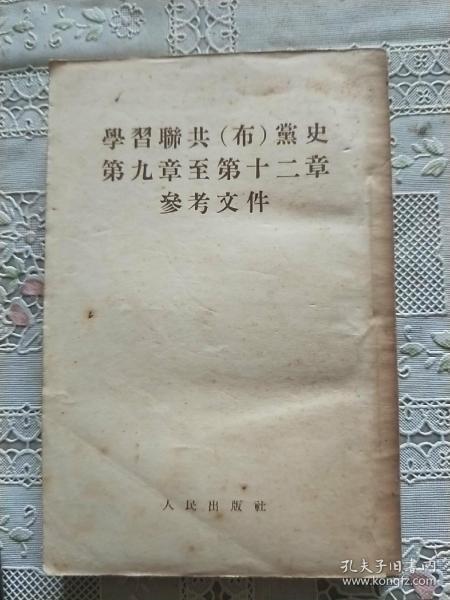 學習聯共(布)黨史
第九章至第十二章
參考文件
人民出版社
孔夫子旧书网
www.kongfz.com